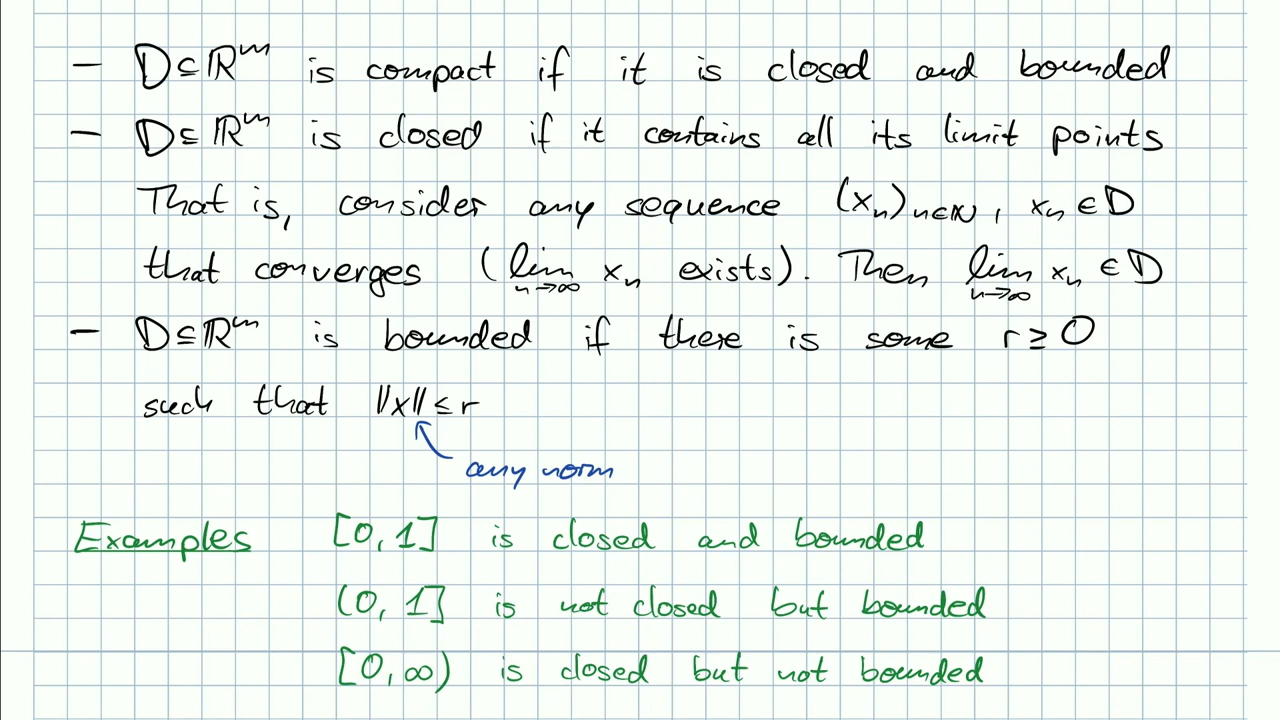 - D⊆ℝᵐ is compact if it is closed and bounded
- D⊆ℝᵐ is closed if it contains all its limit points
That is, consider any sequence (xₙ)ₙ∈ℕ, xₙ∈D
that converges (lim n→∞ xₙ exists). Then lim n→∞ xₙ ∈D
- D⊆ℝᵐ is bounded if there is some r≥0
such that ||x||≤r
any norm
Examples [0,1] is closed and bounded
(0,1] is not closed but bounded
[0,∞) is closed but not bounded